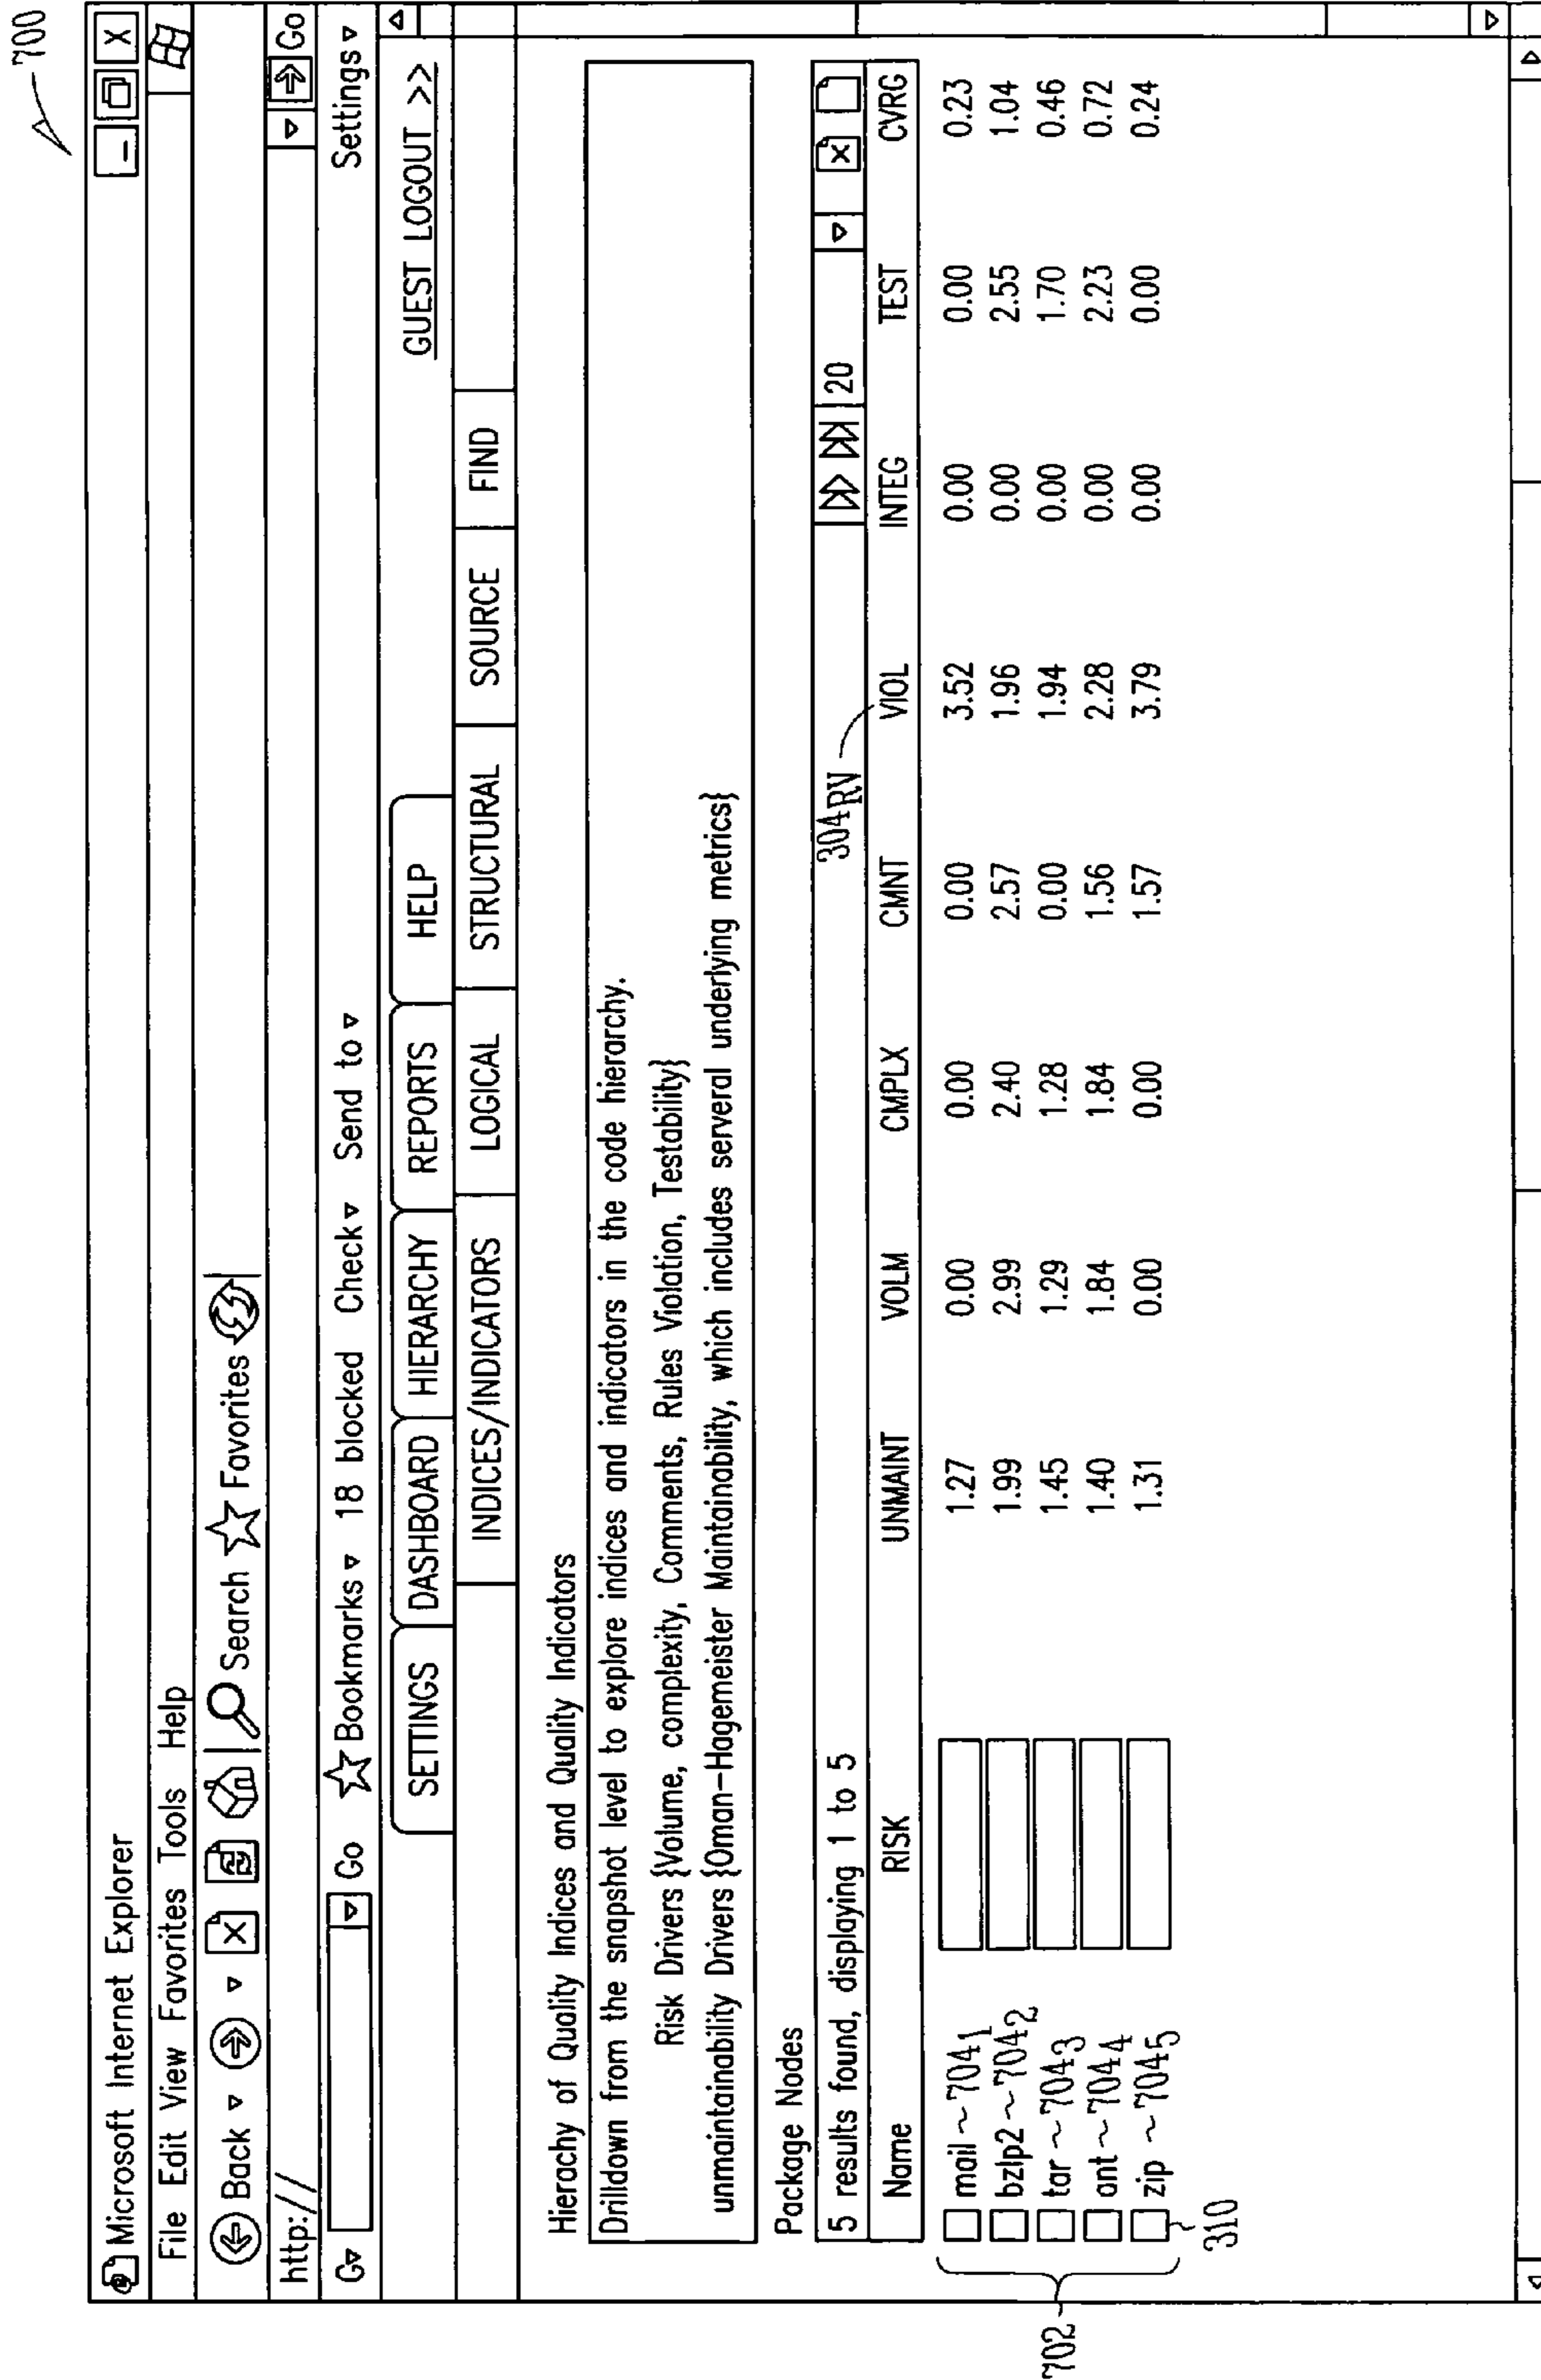 700
Microsoft Internet Explorer
File Edit View Favorites Tools Help
Back Search Favorites
http:// Go
G Go Bookmarks 18 blocked Check Send to Settings
SETTINGS DASHBOARD HIERARCHY REPORTS HELP GUEST LOGOUT >>
INDICES/INDICATORS LOGICAL STRUCTURAL SOURCE FIND
Hierachy of Quality Indices and Quality Indicators
Drilldown from the snapshot level to explore indices and indicators in the code hierarchy.
Risk Drivers {Volume, complexity, Comments, Rules Violation, Testability}
unmaintainability Drivers {Oman-Hagemeister Maintainability, which includes serveral underlying metrics}
Package Nodes
5 results found, displaying 1 to 5 304RV 20
Name RISK UNMAINT VOLM CMPLX CMNT VIOL INTEG TEST CVRG
mail ~7041 1.27 0.00 0.00 0.00 3.52 0.00 0.00 0.23
bzlp2 ~7042 1.99 2.99 2.40 2.57 1.96 0.00 2.55 1.04
tar ~7043 1.45 1.29 1.28 0.00 1.94 0.00 1.70 0.46
ant ~7044 1.40 1.84 1.84 1.56 2.28 0.00 2.23 0.72
zip ~7045 1.31 0.00 0.00 1.57 3.79 0.00 0.00 0.24
702
310